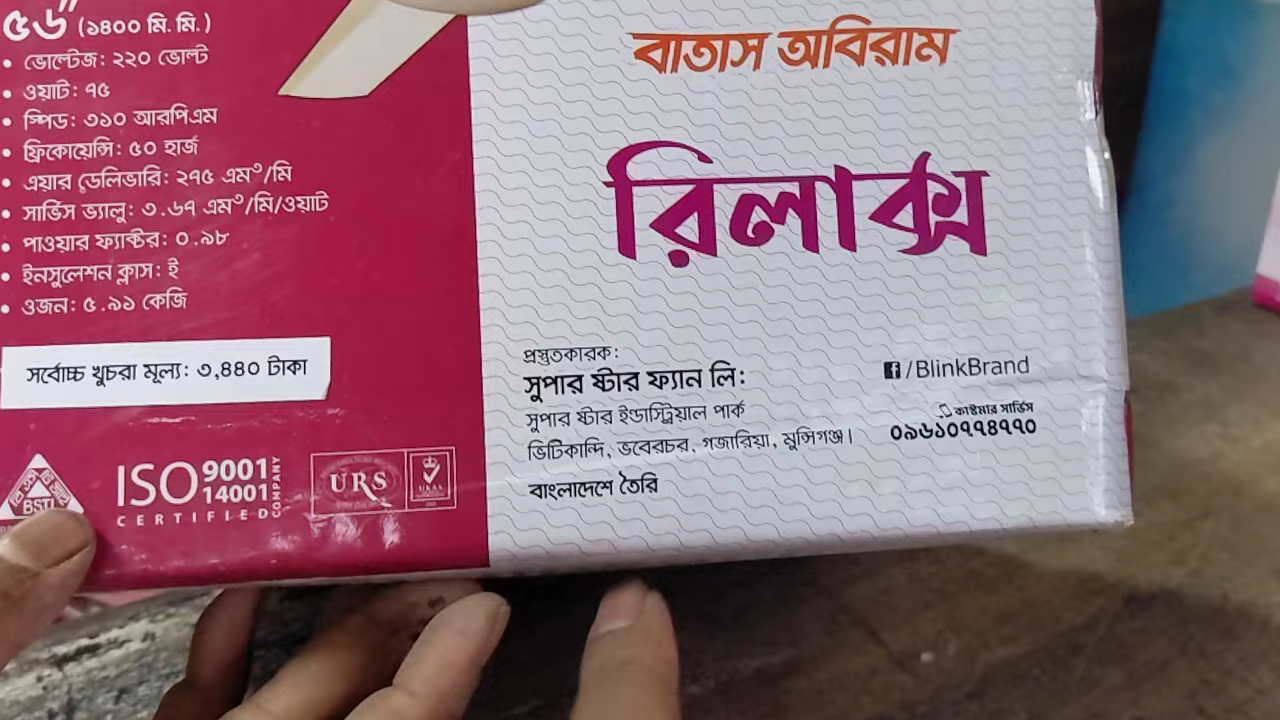 ৫৬" (১৪০০ মি. মি.)
• ভোল্টেজ: ২২০ ভোল্ট
• ওয়াট: ৭৫
• স্পিড: ৩১০ আরপিএম
• ফ্রিকোয়েন্সি: ৫০ হার্জ
• এয়ার ডেলিভারি: ২৭৫ এম³/মি
• সার্ভিস ভ্যালু: ৩.৬৭ এম³/মি/ওয়াট
• পাওয়ার ফ্যাক্টর: ০.৯৮
• ইনসুলেশন ক্লাস: ই
• ওজন: ৫.৯১ কেজি
সর্বোচ্চ খুচরা মূল্য: ৩,৪৪০ টাকা
BSTI
ISO 9001 14001 COMPANY
CERTIFIED
URS
UKAS
বাতাস অবিরাম
রিলাক্স
প্রস্তুতকারক:
সুপার ষ্টার ফ্যান লি:
সুপার ষ্টার ইন্ডাস্ট্রিয়াল পার্ক
ভিটিকান্দি, ভবেরচর, গজারিয়া, মুন্সিগঞ্জ।
বাংলাদেশে তৈরি
f/BlinkBrand
কাষ্টমার সার্ভিস
০৯৬১০৭৭৪৭৭০